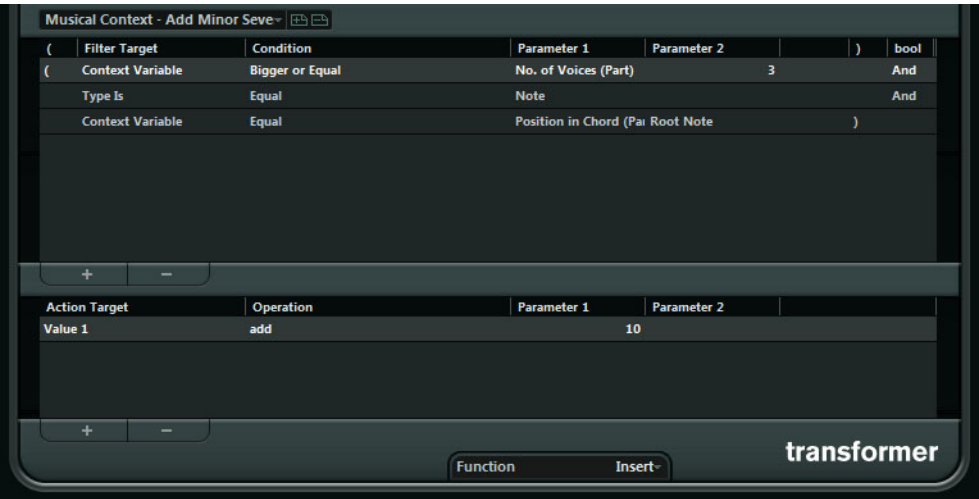 Musical Context - Add Minor Seve
( Filter Target Condition Parameter 1 Parameter 2 ) bool
( Context Variable Bigger or Equal No. of Voices (Part) 3 And
Type Is Equal Note And
Context Variable Equal Position in Chord (Par Root Note )
+ −
Action Target Operation Parameter 1 Parameter 2
Value 1 add 10
+ −
transformer
Function Insert